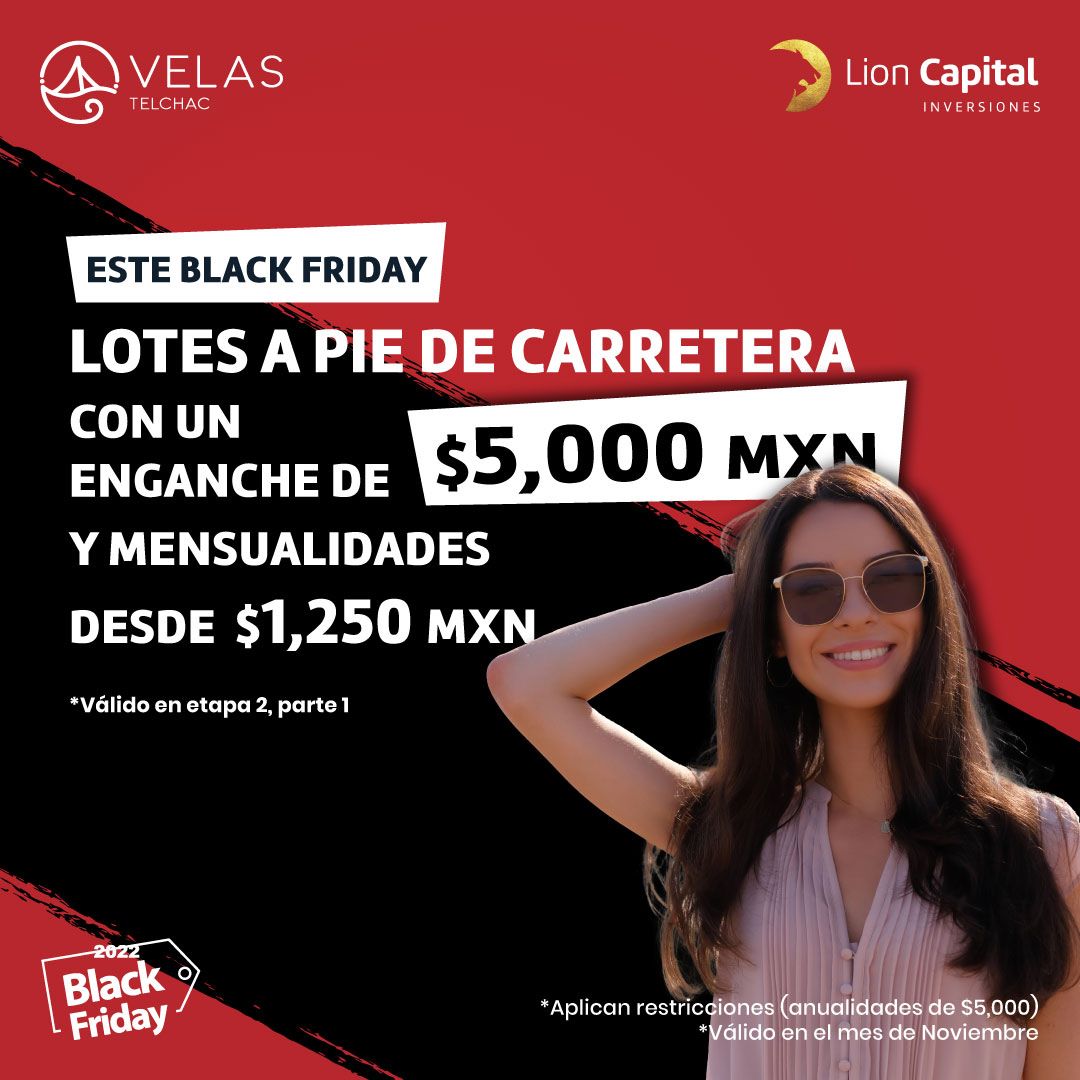 VELAS
TELCHAC
Lion Capital
INVERSIONES
ESTE BLACK FRIDAY
LOTES A PIE DE CARRETERA
CON UN
ENGANCHE DE
$5,000 MXN
Y MENSUALIDADES
DESDE $1,250 MXN
*Válido en etapa 2, parte 1
2022
Black
Friday
*Aplican restricciones (anualidades de $5,000)
*Válido en el mes de Noviembre